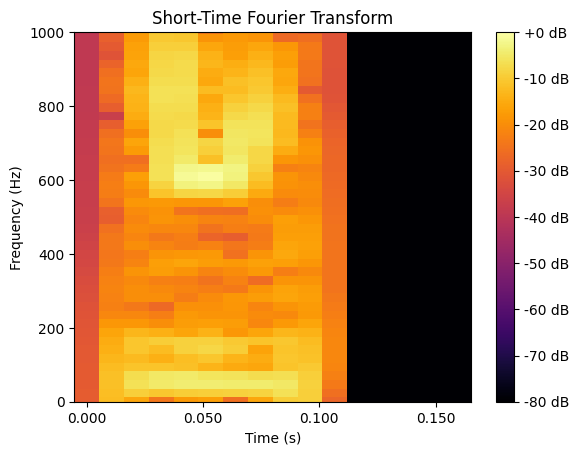 Short-Time Fourier Transform
Frequency (Hz)
1000
800
600
400
200
0
0.000
0.050
0.100
0.150
Time (s)
+0 dB
-10 dB
-20 dB
-30 dB
-40 dB
-50 dB
-60 dB
-70 dB
-80 dB